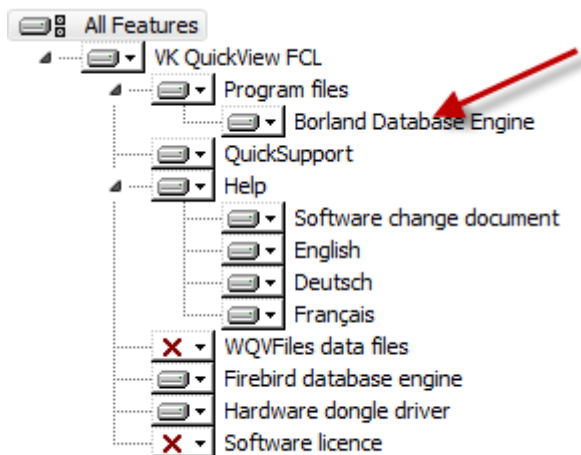 All Features
VK QuickView FCL
Program files
Borland Database Engine
QuickSupport
Help
Software change document
English
Deutsch
Français
WQVFiles data files
Firebird database engine
Hardware dongle driver
Software licence